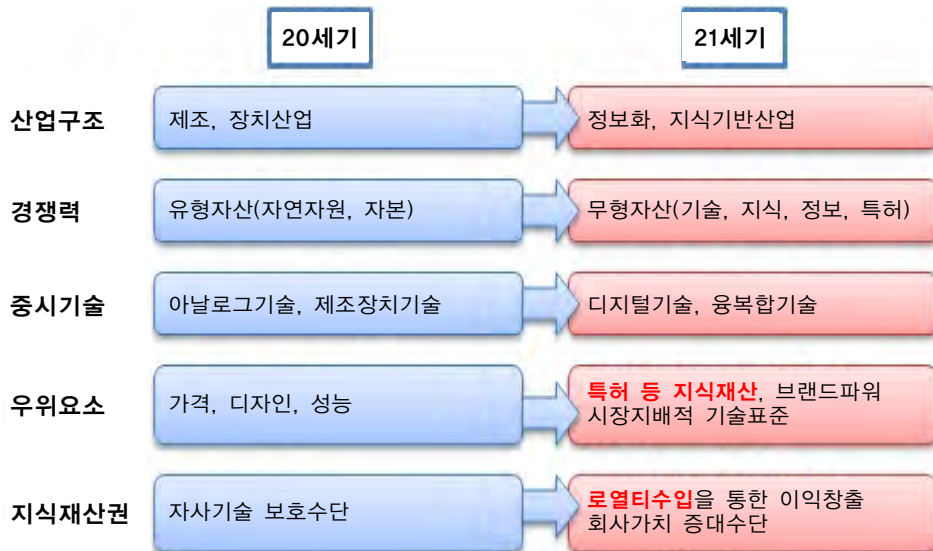 20세기
21세기
산업구조
제조, 장치산업
정보화, 지식기반산업
경쟁력
유형자산(자연자원, 자본)
무형자산(기술, 지식, 정보, 특허)
중시기술
아날로그기술, 제조장치기술
디지털기술, 융복합기술
우위요소
가격, 디자인, 성능
특허 등 지식재산, 브랜드파워
시장지배적 기술표준
지식재산권
자사기술 보호수단
로열티수입을 통한 이익창출
회사가치 증대수단